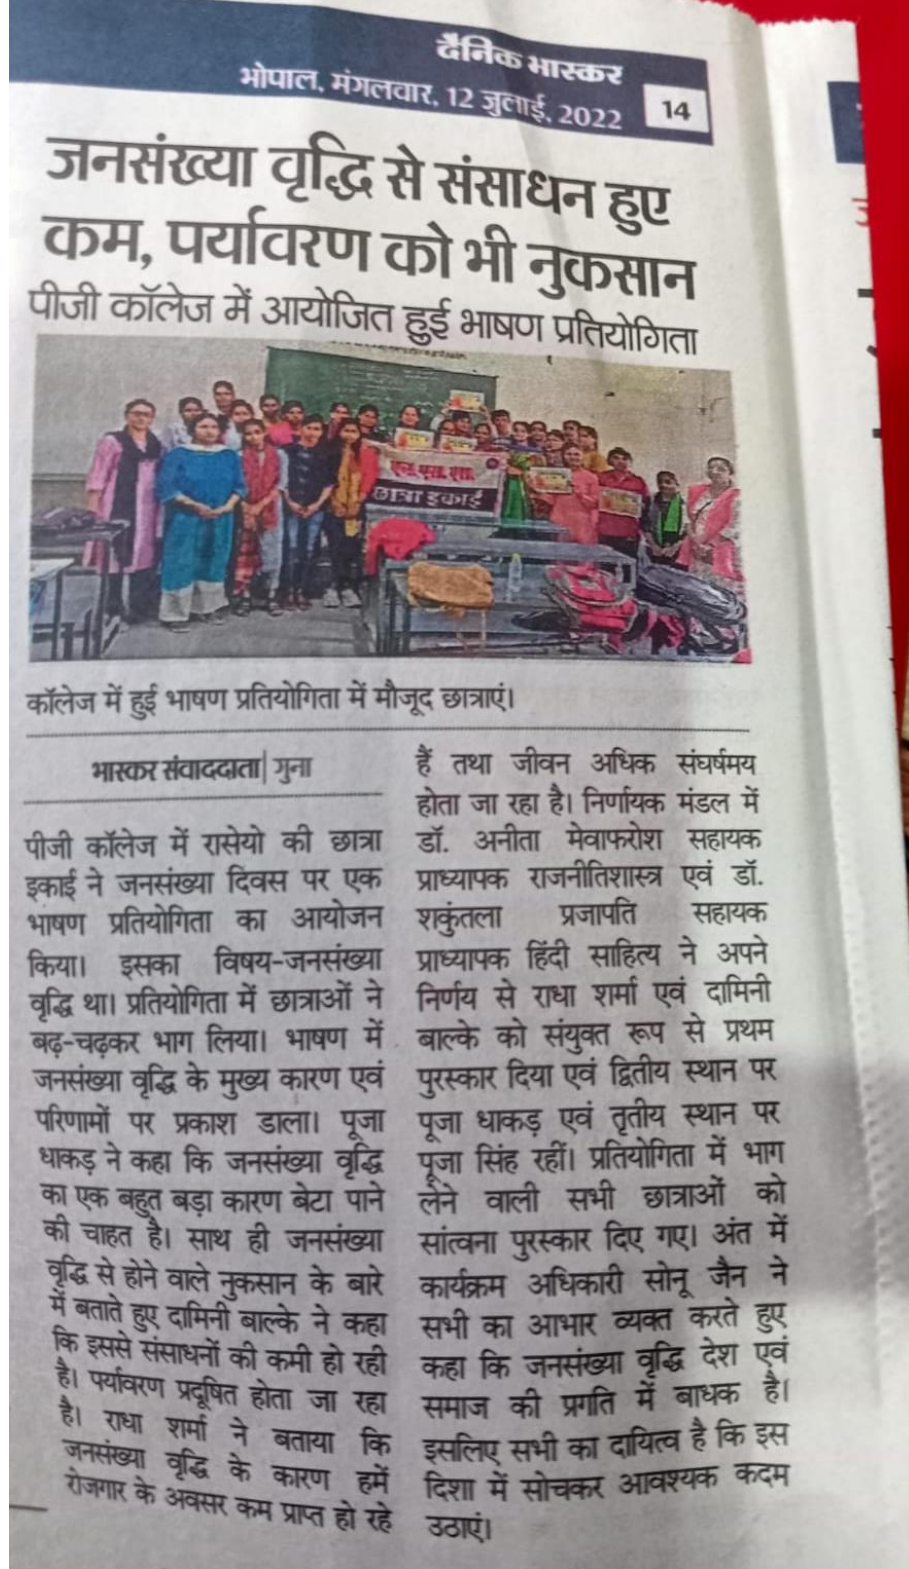 दैनिक भास्कर
भोपाल, मंगलवार, 12 जुलाई, 2022
14
जनसंख्या वृद्धि से संसाधन हुए
कम, पर्यावरण को भी नुकसान
पीजी कॉलेज में आयोजित हुई भाषण प्रतियोगिता
एन.एस.एस.
छात्रा इकाई
कॉलेज में हुई भाषण प्रतियोगिता में मौजूद छात्राएं।
भास्कर संवाददाता| गुना
पीजी कॉलेज में रासेयो की छात्रा
इकाई ने जनसंख्या दिवस पर एक
भाषण प्रतियोगिता का आयोजन
किया। इसका विषय-जनसंख्या
वृद्धि था। प्रतियोगिता में छात्राओं ने
बढ़-चढ़कर भाग लिया। भाषण में
जनसंख्या वृद्धि के मुख्य कारण एवं
परिणामों पर प्रकाश डाला। पूजा
धाकड़ ने कहा कि जनसंख्या वृद्धि
का एक बहुत बड़ा कारण बेटा पाने
की चाहत है। साथ ही जनसंख्या
वृद्धि से होने वाले नुकसान के बारे
में बताते हुए दामिनी बाल्के ने कहा
कि इससे संसाधनों की कमी हो रही
है। पर्यावरण प्रदूषित होता जा रहा
है। राधा शर्मा ने बताया कि
जनसंख्या वृद्धि के कारण हमें
रोजगार के अवसर कम प्राप्त हो रहे
हैं तथा जीवन अधिक संघर्षमय
होता जा रहा है। निर्णायक मंडल में
डॉ. अनीता मेवाफरोश सहायक
प्राध्यापक राजनीतिशास्त्र एवं डॉ.
शकुंतला प्रजापति सहायक
प्राध्यापक हिंदी साहित्य ने अपने
निर्णय से राधा शर्मा एवं दामिनी
बाल्के को संयुक्त रूप से प्रथम
पुरस्कार दिया एवं द्वितीय स्थान पर
पूजा धाकड़ एवं तृतीय स्थान पर
पूजा सिंह रहीं। प्रतियोगिता में भाग
लेने वाली सभी छात्राओं को
सांत्वना पुरस्कार दिए गए। अंत में
कार्यक्रम अधिकारी सोनू जैन ने
सभी का आभार व्यक्त करते हुए
कहा कि जनसंख्या वृद्धि देश एवं
समाज की प्रगति में बाधक है।
इसलिए सभी का दायित्व है कि इस
दिशा में सोचकर आवश्यक कदम
उठाएं।